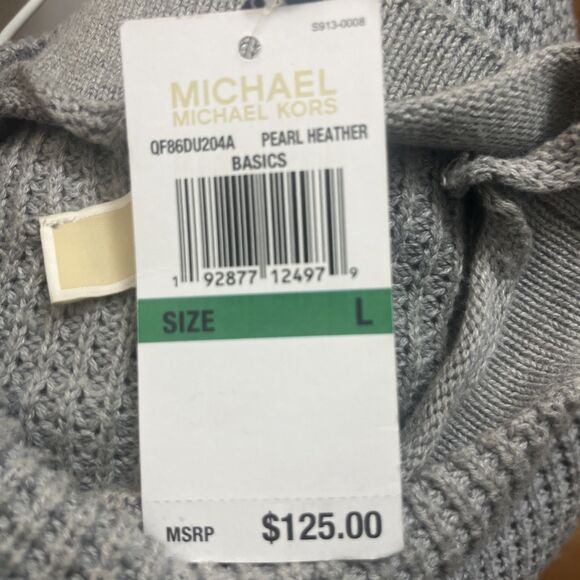 S913-0008
MICHAEL
MICHAEL KORS
QF86DU204A PEARL HEATHER
BASICS
1 92877 12497 9
SIZE L
MSRP $125.00